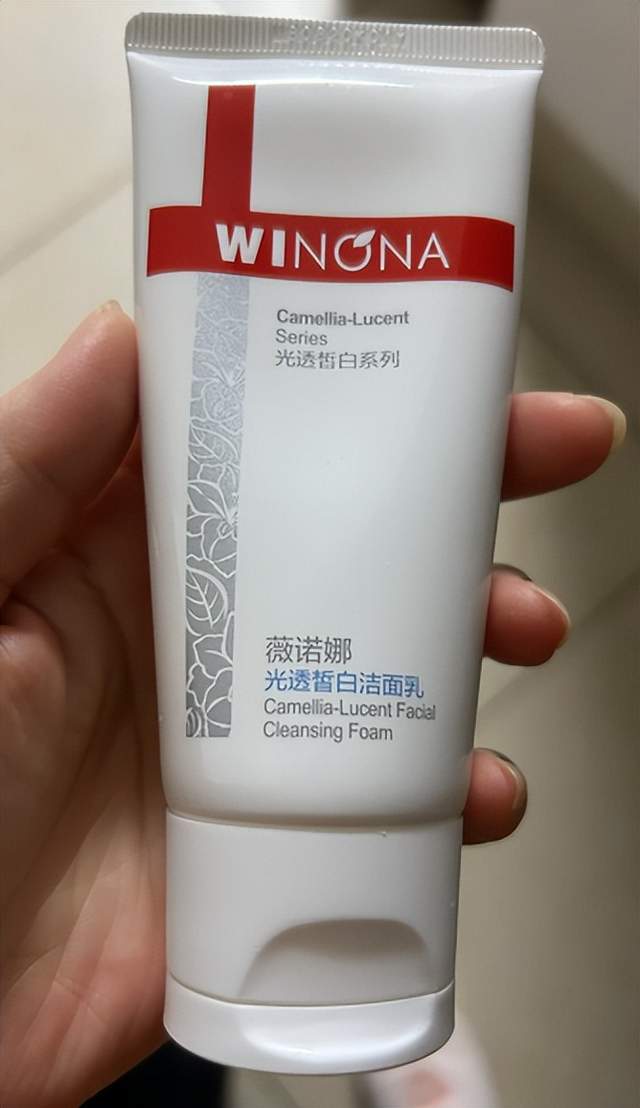 WINONA
Camellia-Lucent
Series
光透皙白系列
薇诺娜
光透皙白洁面乳
Camellia-Lucent Facial
Cleansing Foam